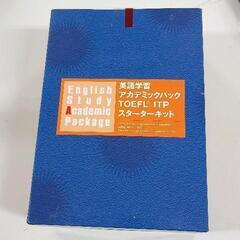 English
Study
Academic
Package
英語学習
アカデミックパック
TOEFL® ITP
スターターキット